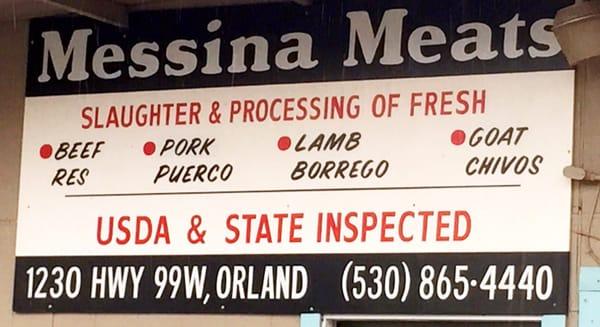 Messina Meats
SLAUGHTER & PROCESSING OF FRESH
BEEF PORK LAMB GOAT
RES PUERCO BORREGO CHIVOS
USDA & STATE INSPECTED
1230 HWY 99W, ORLAND (530) 865·4440